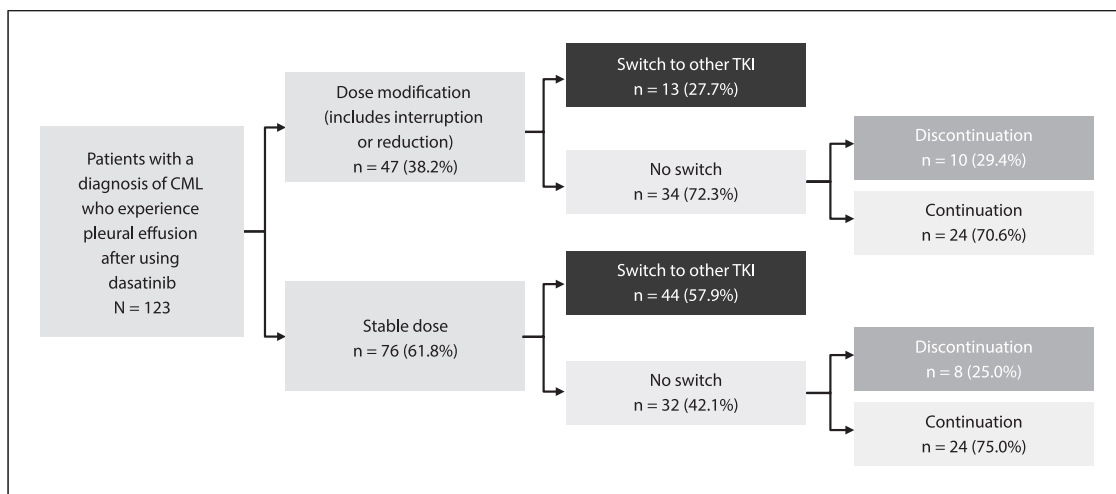 Patients with a
diagnosis of CML
who experience
pleural effusion
after using
dasatinib
N = 123
Dose modification
(includes interruption
or reduction)
n = 47 (38.2%)
Switch to other TKI
n = 13 (27.7%)
No switch
n = 34 (72.3%)
Discontinuation
n = 10 (29.4%)
Continuation
n = 24 (70.6%)
Stable dose
n = 76 (61.8%)
Switch to other TKI
n = 44 (57.9%)
No switch
n = 32 (42.1%)
Discontinuation
n = 8 (25.0%)
Continuation
n = 24 (75.0%)